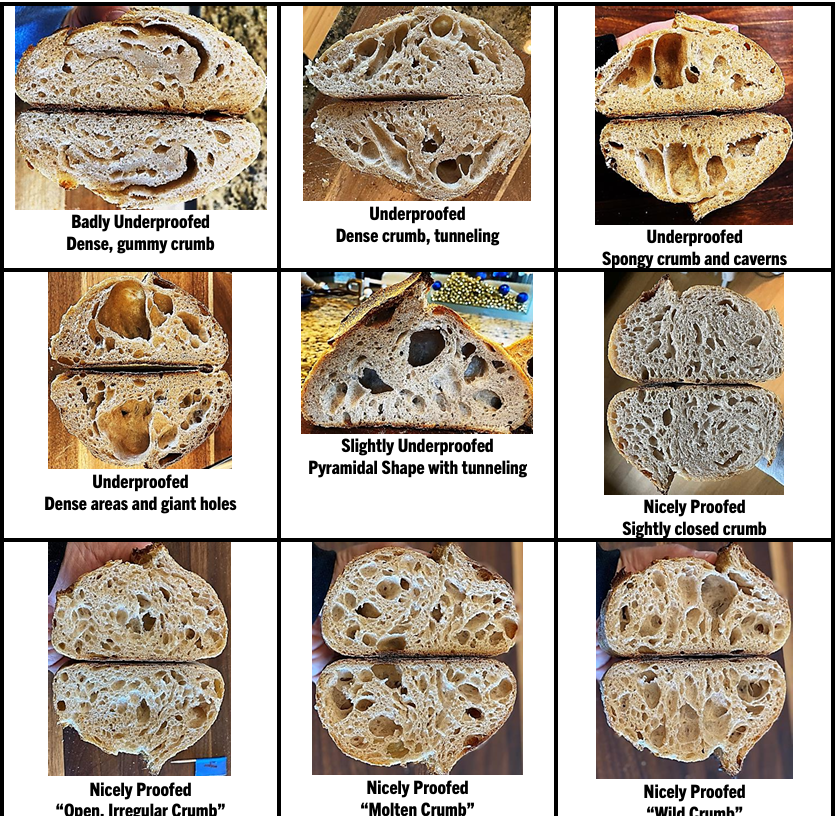 Badly Underproofed
Dense, gummy crumb
Underproofed
Dense crumb, tunneling
Underproofed
Spongy crumb and caverns
Underproofed
Dense areas and giant holes
Slightly Underproofed
Pyramidal Shape with tunneling
Nicely Proofed
Sightly closed crumb
Nicely Proofed
“Open, Irregular Crumb”
Nicely Proofed
“Molten Crumb”
Nicely Proofed
“Wild Crumb”